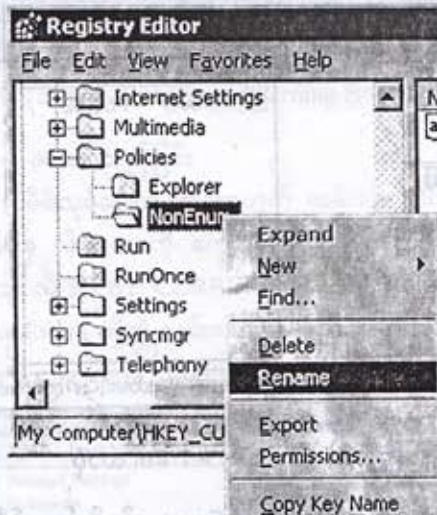 Registry Editor
File Edit View Favorites Help
Internet Settings
Multimedia
Policies
Explorer
NonEnum
Run
RunOnce
Settings
Syncmgr
Telephony
My Computer\HKEY_CU
Expand
New
Find...
Delete
Rename
Export
Permissions...
Copy Key Name